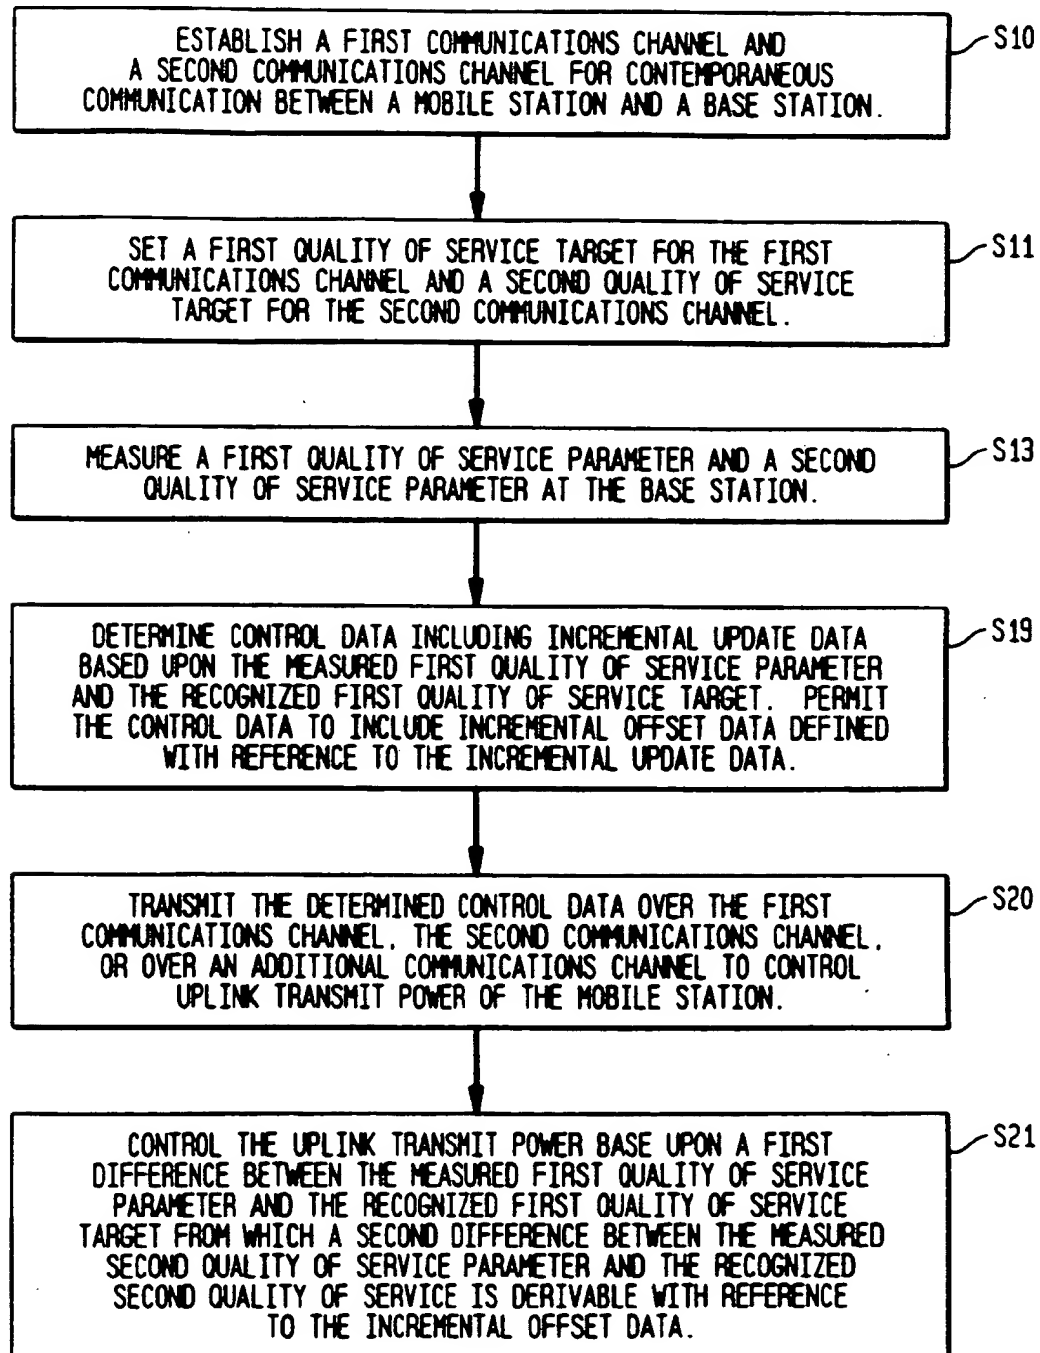 ESTABLISH A FIRST COMMUNICATIONS CHANNEL AND
A SECOND COMMUNICATIONS CHANNEL FOR CONTEMPORANEOUS
COMMUNICATION BETWEEN A MOBILE STATION AND A BASE STATION.
S10
SET A FIRST QUALITY OF SERVICE TARGET FOR THE FIRST
COMMUNICATIONS CHANNEL AND A SECOND QUALITY OF SERVICE
TARGET FOR THE SECOND COMMUNICATIONS CHANNEL.
S11
MEASURE A FIRST QUALITY OF SERVICE PARAMETER AND A SECOND
QUALITY OF SERVICE PARAMETER AT THE BASE STATION.
S13
DETERMINE CONTROL DATA INCLUDING INCREMENTAL UPDATE DATA
BASED UPON THE MEASURED FIRST QUALITY OF SERVICE PARAMETER
AND THE RECOGNIZED FIRST QUALITY OF SERVICE TARGET. PERMIT
THE CONTROL DATA TO INCLUDE INCREMENTAL OFFSET DATA DEFINED
WITH REFERENCE TO THE INCREMENTAL UPDATE DATA.
S19
TRANSMIT THE DETERMINED CONTROL DATA OVER THE FIRST
COMMUNICATIONS CHANNEL, THE SECOND COMMUNICATIONS CHANNEL,
OR OVER AN ADDITIONAL COMMUNICATIONS CHANNEL TO CONTROL
UPLINK TRANSMIT POWER OF THE MOBILE STATION.
S20
CONTROL THE UPLINK TRANSMIT POWER BASE UPON A FIRST
DIFFERENCE BETWEEN THE MEASURED FIRST QUALITY OF SERVICE
PARAMETER AND THE RECOGNIZED FIRST QUALITY OF SERVICE
TARGET FROM WHICH A SECOND DIFFERENCE BETWEEN THE MEASURED
SECOND QUALITY OF SERVICE PARAMETER AND THE RECOGNIZED
SECOND QUALITY OF SERVICE IS DERIVABLE WITH REFERENCE
TO THE INCREMENTAL OFFSET DATA.
S21